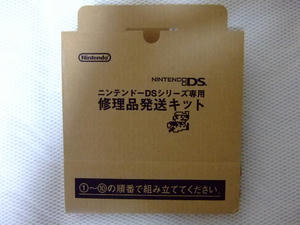 Nintendo
NINTENDO DS
ニンテンドーDSシリーズ専用
修理品発送キット
①〜⑩の順番で組み立ててください。